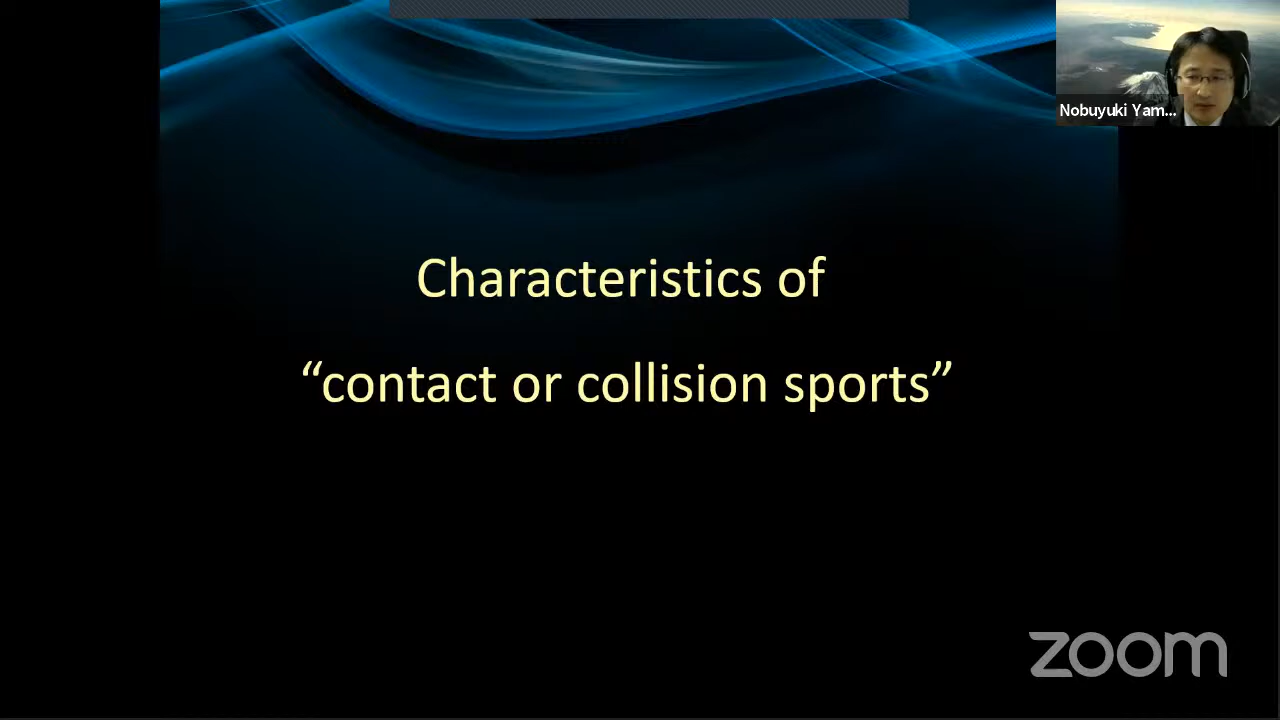 Nobuyuki Yam...
Characteristics of
“contact or collision sports”
zoom